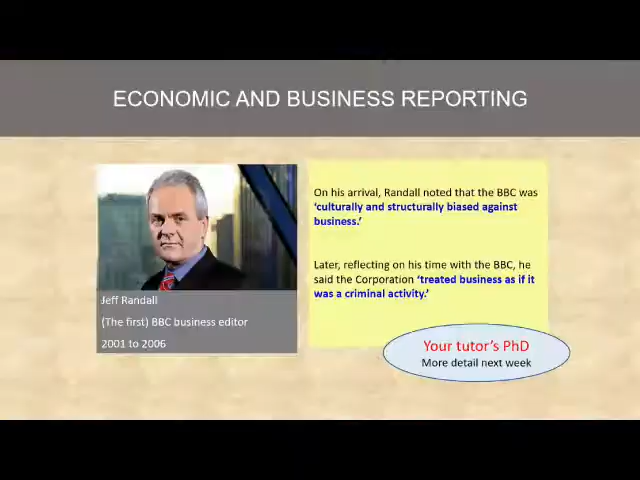 ECONOMIC AND BUSINESS REPORTING
On his arrival, Randall noted that the BBC was
‘culturally and structurally biased against
business.’
Later, reflecting on his time with the BBC, he
said the Corporation ‘treated business as if it
was a criminal activity.’
Jeff Randall
(The first) BBC business editor
2001 to 2006
Your tutor’s PhD
More detail next week